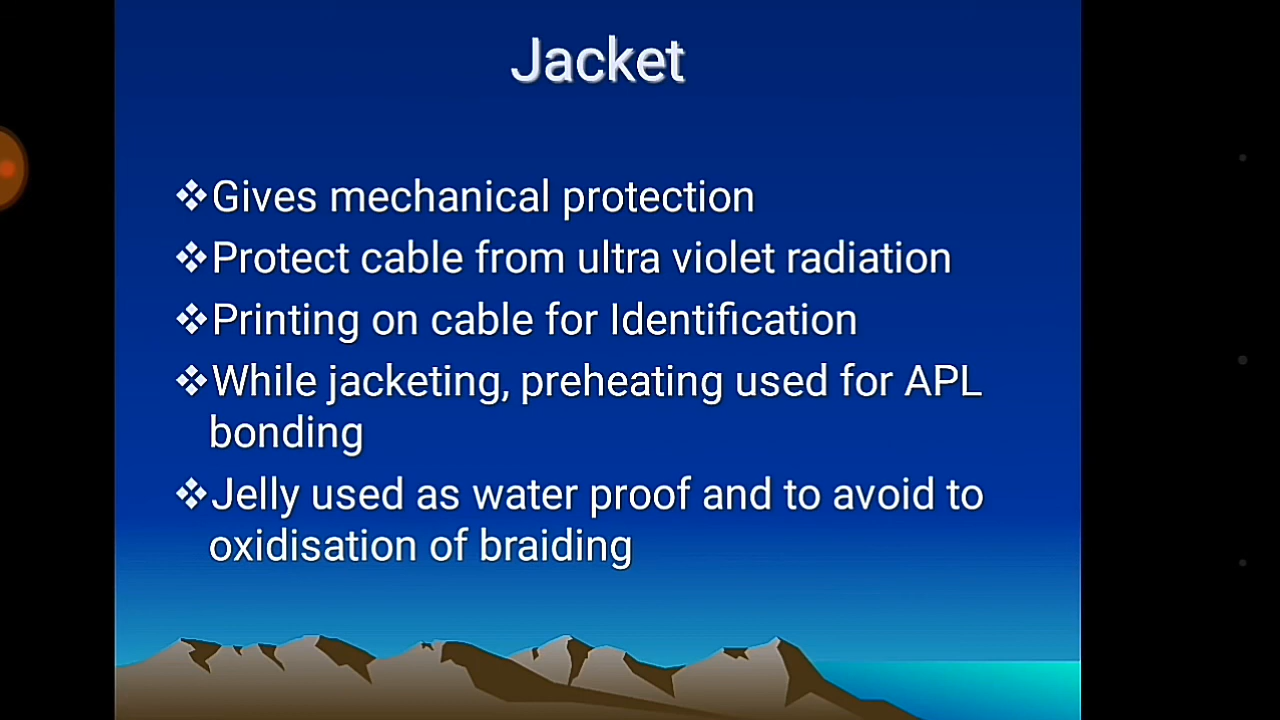 Jacket
❖Gives mechanical protection
❖Protect cable from ultra violet radiation
❖Printing on cable for Identification
❖While jacketing, preheating used for APL
bonding
❖Jelly used as water proof and to avoid to
oxidisation of braiding